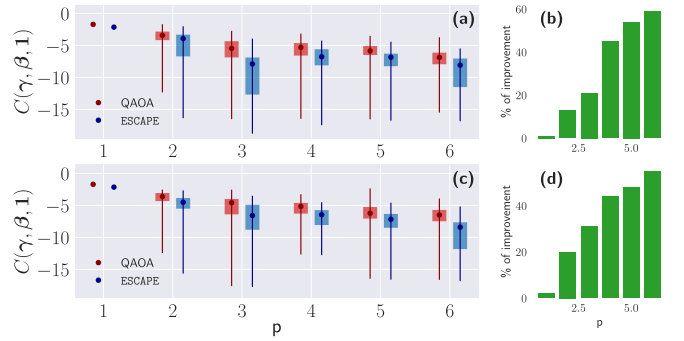 (a)
C(γ, β, 1)
0
−5
−10
−15
QAOA
ESCAPE
1 2 3 4 5 6
(b)
% of improvement
60
40
20
0
2.5 5.0
(c)
C(γ, β, 1)
0
−5
−10
−15
QAOA
ESCAPE
1 2 3 4 5 6
p
(d)
% of improvement
40
20
0
2.5 5.0
p